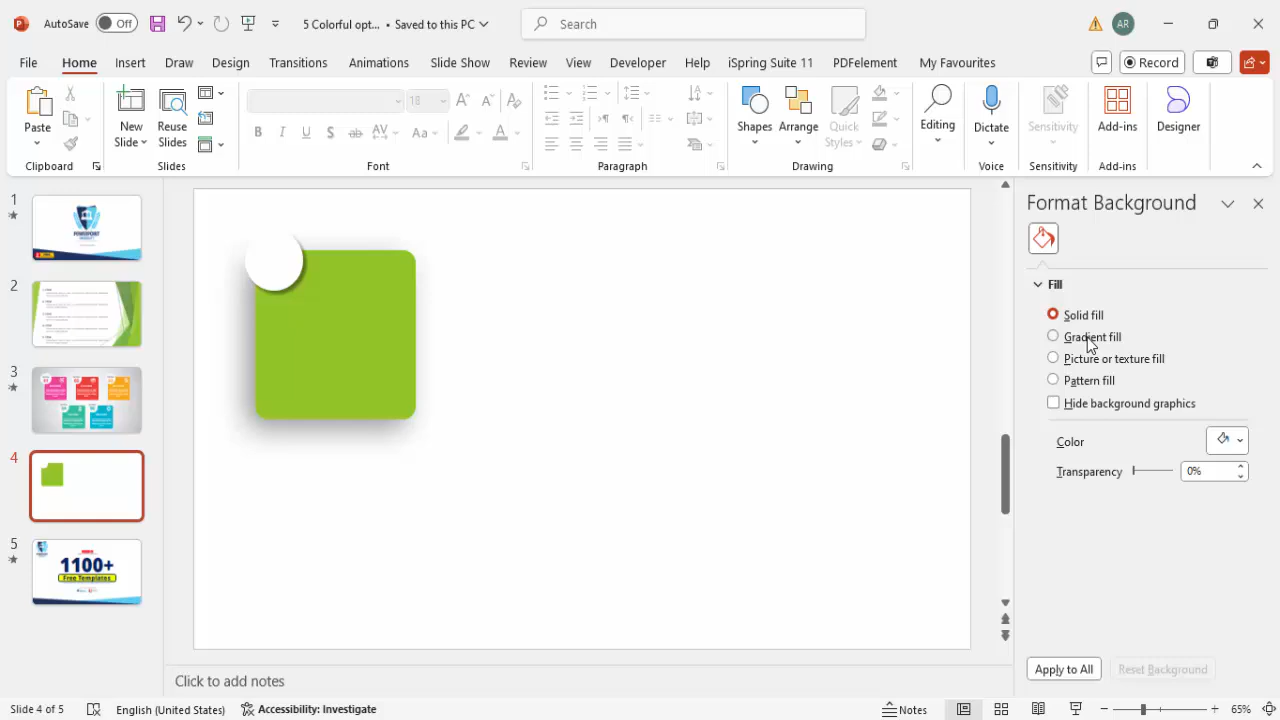 AutoSave Off 5 Colorful opt... • Saved to this PC Search AR
File Home Insert Draw Design Transitions Animations Slide Show Review View Developer Help iSpring Suite 11 PDFelement My Favourites Record
Paste New Slide Reuse Slides 18 Shapes Arrange Quick Styles Editing Dictate Sensitivity Add-ins Designer
Clipboard Slides Font Paragraph Drawing Voice Sensitivity Add-ins
Format Background
Fill
Solid fill
Gradient fill
Picture or texture fill
Pattern fill
Hide background graphics
Color
Transparency 0%
Apply to All Reset Background
1
2
3
4
5
1100+
Free Templates
Click to add notes
Slide 4 of 5 English (United States) Accessibility: Investigate Notes 65%